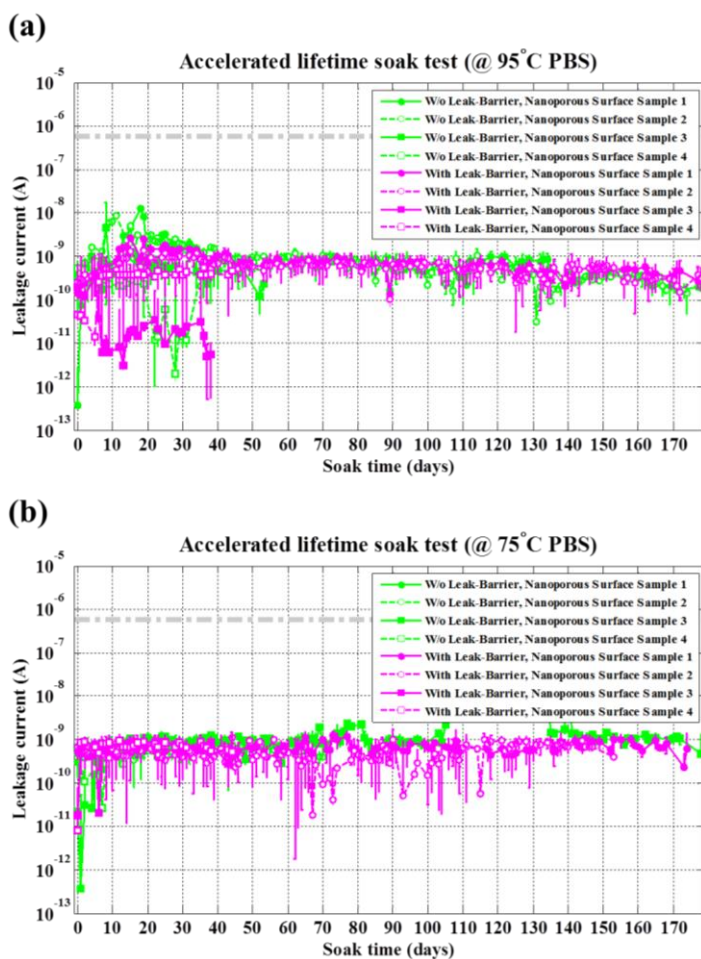 (a)
Accelerated lifetime soak test (@ 95°C PBS)
10^-5
10^-6
10^-7
10^-8
10^-9
10^-10
10^-11
10^-12
10^-13
Leakage current (A)
W/o Leak-Barrier, Nanoporous Surface Sample 1
W/o Leak-Barrier, Nanoporous Surface Sample 2
W/o Leak-Barrier, Nanoporous Surface Sample 3
W/o Leak-Barrier, Nanoporous Surface Sample 4
With Leak-Barrier, Nanoporous Surface Sample 1
With Leak-Barrier, Nanoporous Surface Sample 2
With Leak-Barrier, Nanoporous Surface Sample 3
With Leak-Barrier, Nanoporous Surface Sample 4
0 10 20 30 40 50 60 70 80 90 100 110 120 130 140 150 160 170
Soak time (days)
(b)
Accelerated lifetime soak test (@ 75°C PBS)
10^-5
10^-6
10^-7
10^-8
10^-9
10^-10
10^-11
10^-12
10^-13
Leakage current (A)
W/o Leak-Barrier, Nanoporous Surface Sample 1
W/o Leak-Barrier, Nanoporous Surface Sample 2
W/o Leak-Barrier, Nanoporous Surface Sample 3
W/o Leak-Barrier, Nanoporous Surface Sample 4
With Leak-Barrier, Nanoporous Surface Sample 1
With Leak-Barrier, Nanoporous Surface Sample 2
With Leak-Barrier, Nanoporous Surface Sample 3
With Leak-Barrier, Nanoporous Surface Sample 4
0 10 20 30 40 50 60 70 80 90 100 110 120 130 140 150 160 170
Soak time (days)